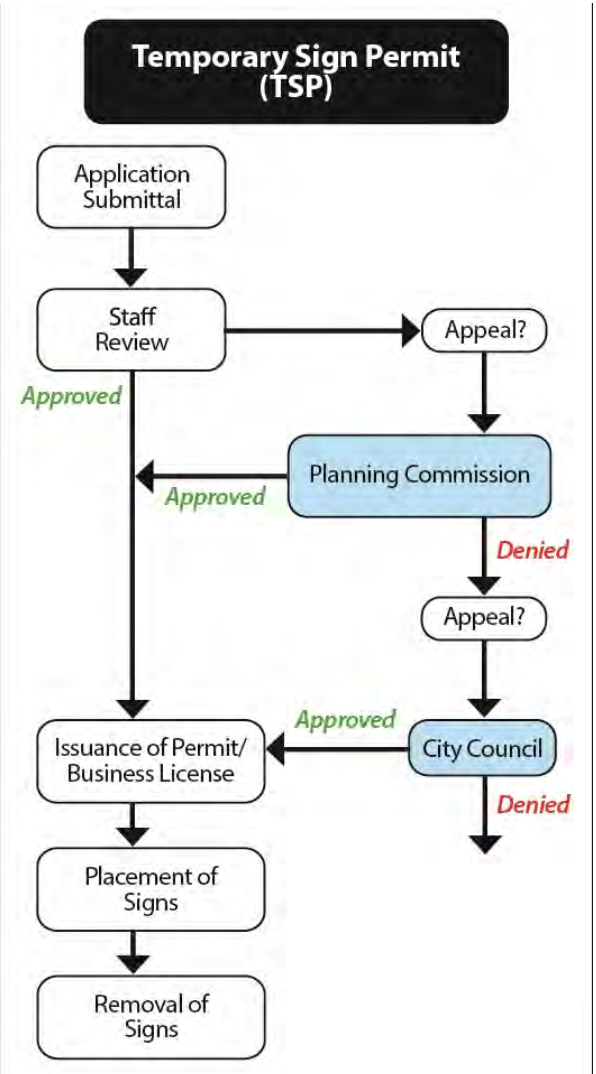 Temporary Sign Permit
(TSP)
Application
Submittal
Staff
Review
Appeal?
Approved
Planning Commission
Approved
Denied
Appeal?
Approved
Issuance of Permit/
Business License
City Council
Denied
Placement of
Signs
Removal of
Signs